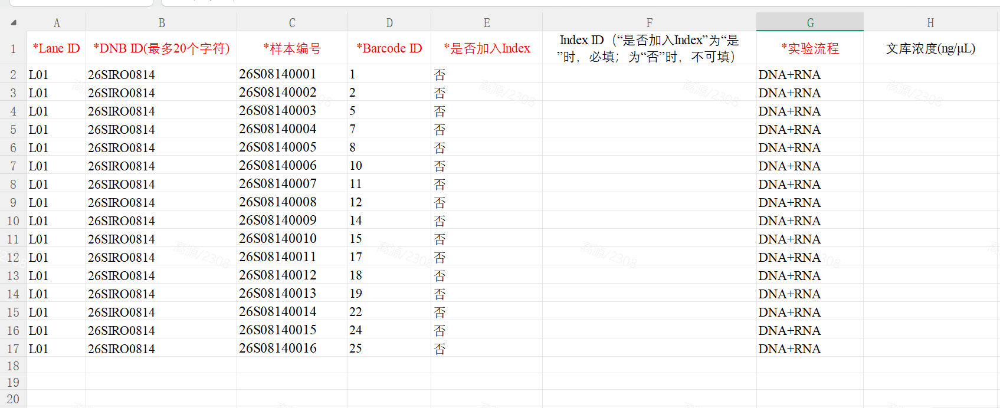 A B C D E F G H
1 *Lane ID *DNB ID(最多20个字符) *样本编号 *Barcode ID *是否加入Index Index ID（“是否加入Index”为“是”时，必填；为“否”时，不可填） *实验流程 文库浓度(ng/μL)
2 L01 26SIRO0814 26S08140001 1 否 DNA+RNA
3 L01 26SIRO0814 26S08140002 2 否 DNA+RNA
4 L01 26SIRO0814 26S08140003 5 否 DNA+RNA
5 L01 26SIRO0814 26S08140004 7 否 DNA+RNA
6 L01 26SIRO0814 26S08140005 8 否 DNA+RNA
7 L01 26SIRO0814 26S08140006 10 否 DNA+RNA
8 L01 26SIRO0814 26S08140007 11 否 DNA+RNA
9 L01 26SIRO0814 26S08140008 12 否 DNA+RNA
10 L01 26SIRO0814 26S08140009 14 否 DNA+RNA
11 L01 26SIRO0814 26S08140010 15 否 DNA+RNA
12 L01 26SIRO0814 26S08140011 17 否 DNA+RNA
13 L01 26SIRO0814 26S08140012 18 否 DNA+RNA
14 L01 26SIRO0814 26S08140013 19 否 DNA+RNA
15 L01 26SIRO0814 26S08140014 22 否 DNA+RNA
16 L01 26SIRO0814 26S08140015 24 否 DNA+RNA
17 L01 26SIRO0814 26S08140016 25 否 DNA+RNA
18
19
20
高源/2308